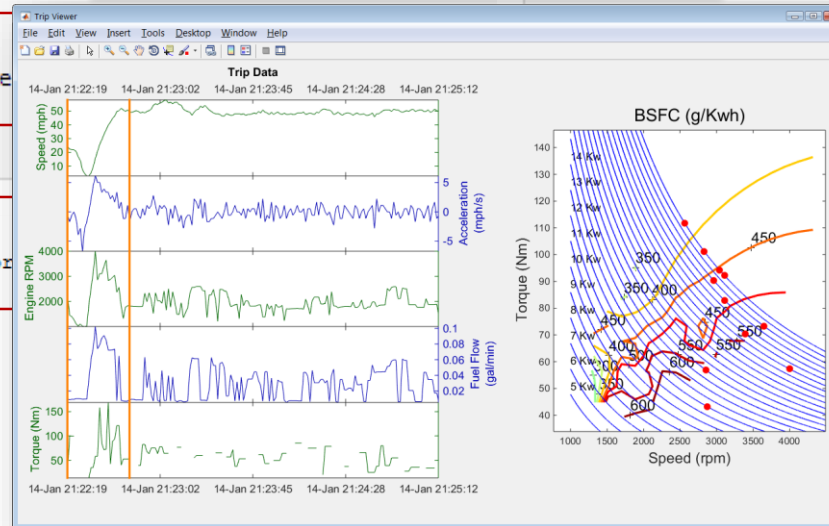 Trip Viewer
File Edit View Insert Tools Desktop Window Help
Trip Data
14-Jan 21:22:19 14-Jan 21:23:02 14-Jan 21:23:45 14-Jan 21:24:28 14-Jan 21:25:12
Speed (mph)
50
40
30
20
10
Acceleration
(mph/s)
5
0
-5
Engine RPM
4000
3000
2000
Fuel Flow
(gal/min)
0.1
0.08
0.06
0.04
0.02
Torque (Nm)
150
100
50
14-Jan 21:22:19 14-Jan 21:23:02 14-Jan 21:23:45 14-Jan 21:24:28 14-Jan 21:25:12
BSFC (g/Kwh)
Torque (Nm)
140
130
120
110
100
90
80
70
60
50
40
14 Kw
13 Kw
12 Kw
11 Kw
10 Kw
9 Kw
8 Kw
7 Kw
6 Kw
5 Kw
450
350
350
400
450
450
400
500
550
550
550
600
350
600
1000 1500 2000 2500 3000 3500 4000
Speed (rpm)